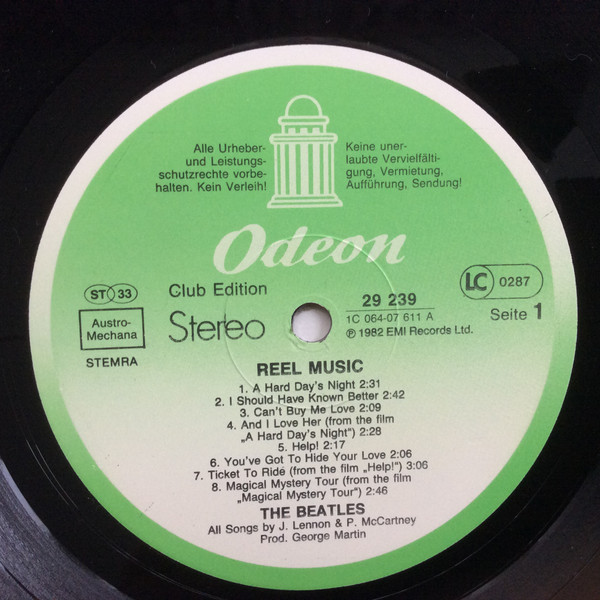 Alle Urheber-
und Leistungs-
schutzrechte vorbe-
halten. Kein Verleih!
Keine uner-
laubte Vervielfälti-
gung, Vermietung,
Aufführung, Sendung!
Odeon
ST 33
Club Edition
29 239
LC 0287
Austro-
Mechana
Stereo
1C 064-07 611 A
Seite 1
℗ 1982 EMI Records Ltd.
STEMRA
REEL MUSIC
1. A Hard Day's Night 2:31
2. I Should Have Known Better 2:42
3. Can't Buy Me Love 2:09
4. And I Love Her (from the film
„A Hard Day's Night") 2:28
5. Help! 2:17
6. You've Got To Hide Your Love 2:06
7. Ticket To Ride (from the film „Help!") 3:06
8. Magical Mystery Tour (from the film
„Magical Mystery Tour") 2:46
THE BEATLES
All Songs by J. Lennon & P. McCartney
Prod. George Martin